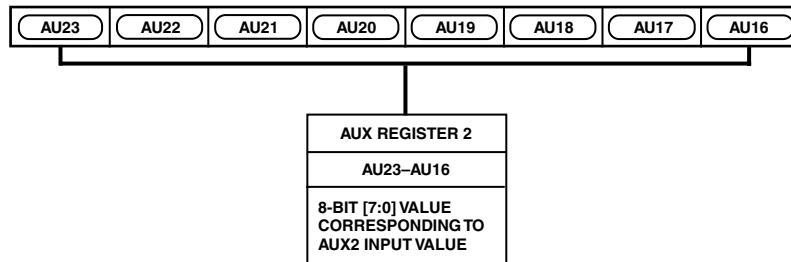 AU23 AU22 AU21 AU20 AU19 AU18 AU17 AU16
AUX REGISTER 2
AU23–AU16
8-BIT [7:0] VALUE
CORRESPONDING TO
AUX2 INPUT VALUE